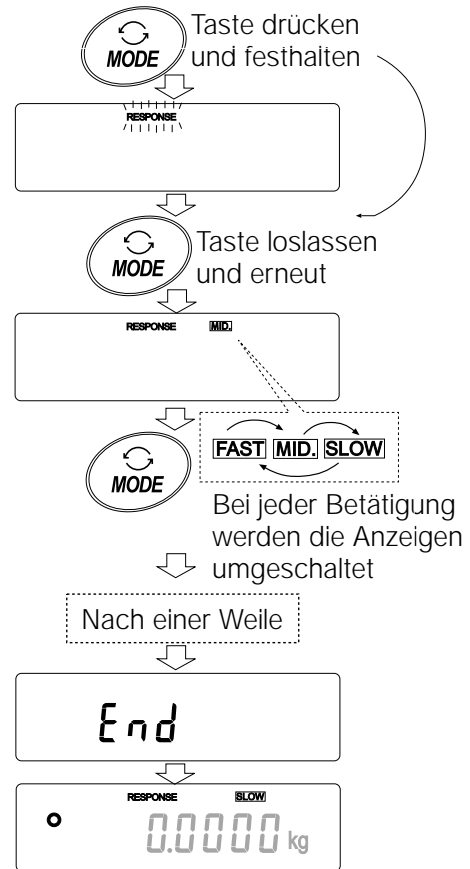 MODE
Taste drücken
und festhalten
RESPONSE
MODE
Taste loslassen
und erneut
RESPONSE MID.
FAST MID. SLOW
MODE
Bei jeder Betätigung
werden die Anzeigen
umgeschaltet
Nach einer Weile
End
RESPONSE SLOW
0.0000 kg